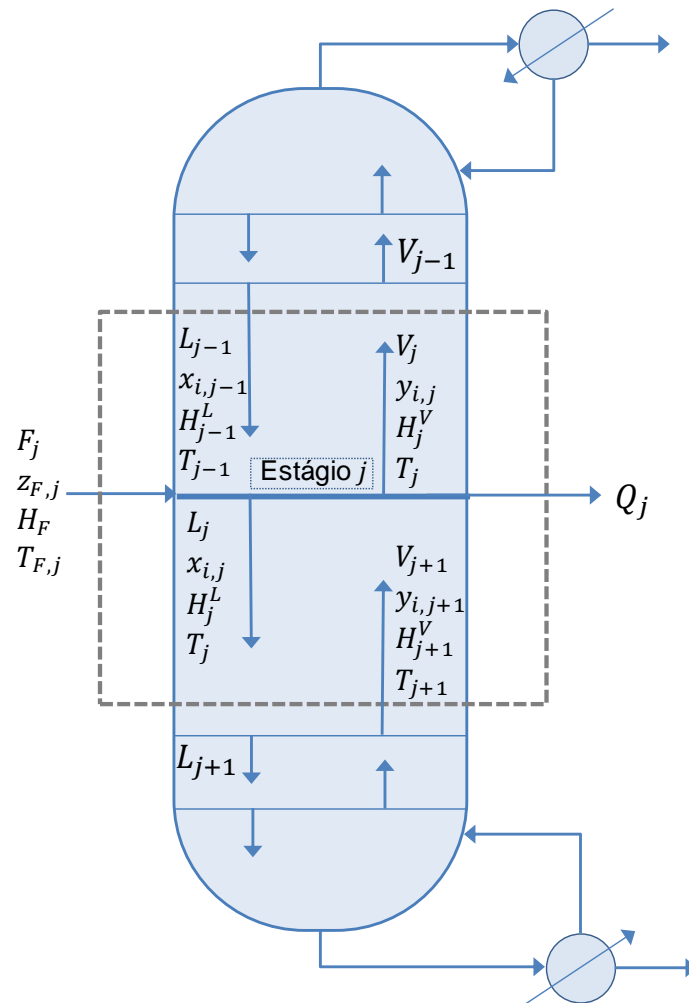 V_{j−1}
L_{j−1}
x_{i,j−1}
H^L_{j−1}
T_{j−1}
V_j
y_{i,j}
H^V_j
T_j
F_j
z_{F,j}
H_F
T_{F,j}
Estágio j
Q_j
L_j
x_{i,j}
H^L_j
T_j
V_{j+1}
y_{i,j+1}
H^V_{j+1}
T_{j+1}
L_{j+1}